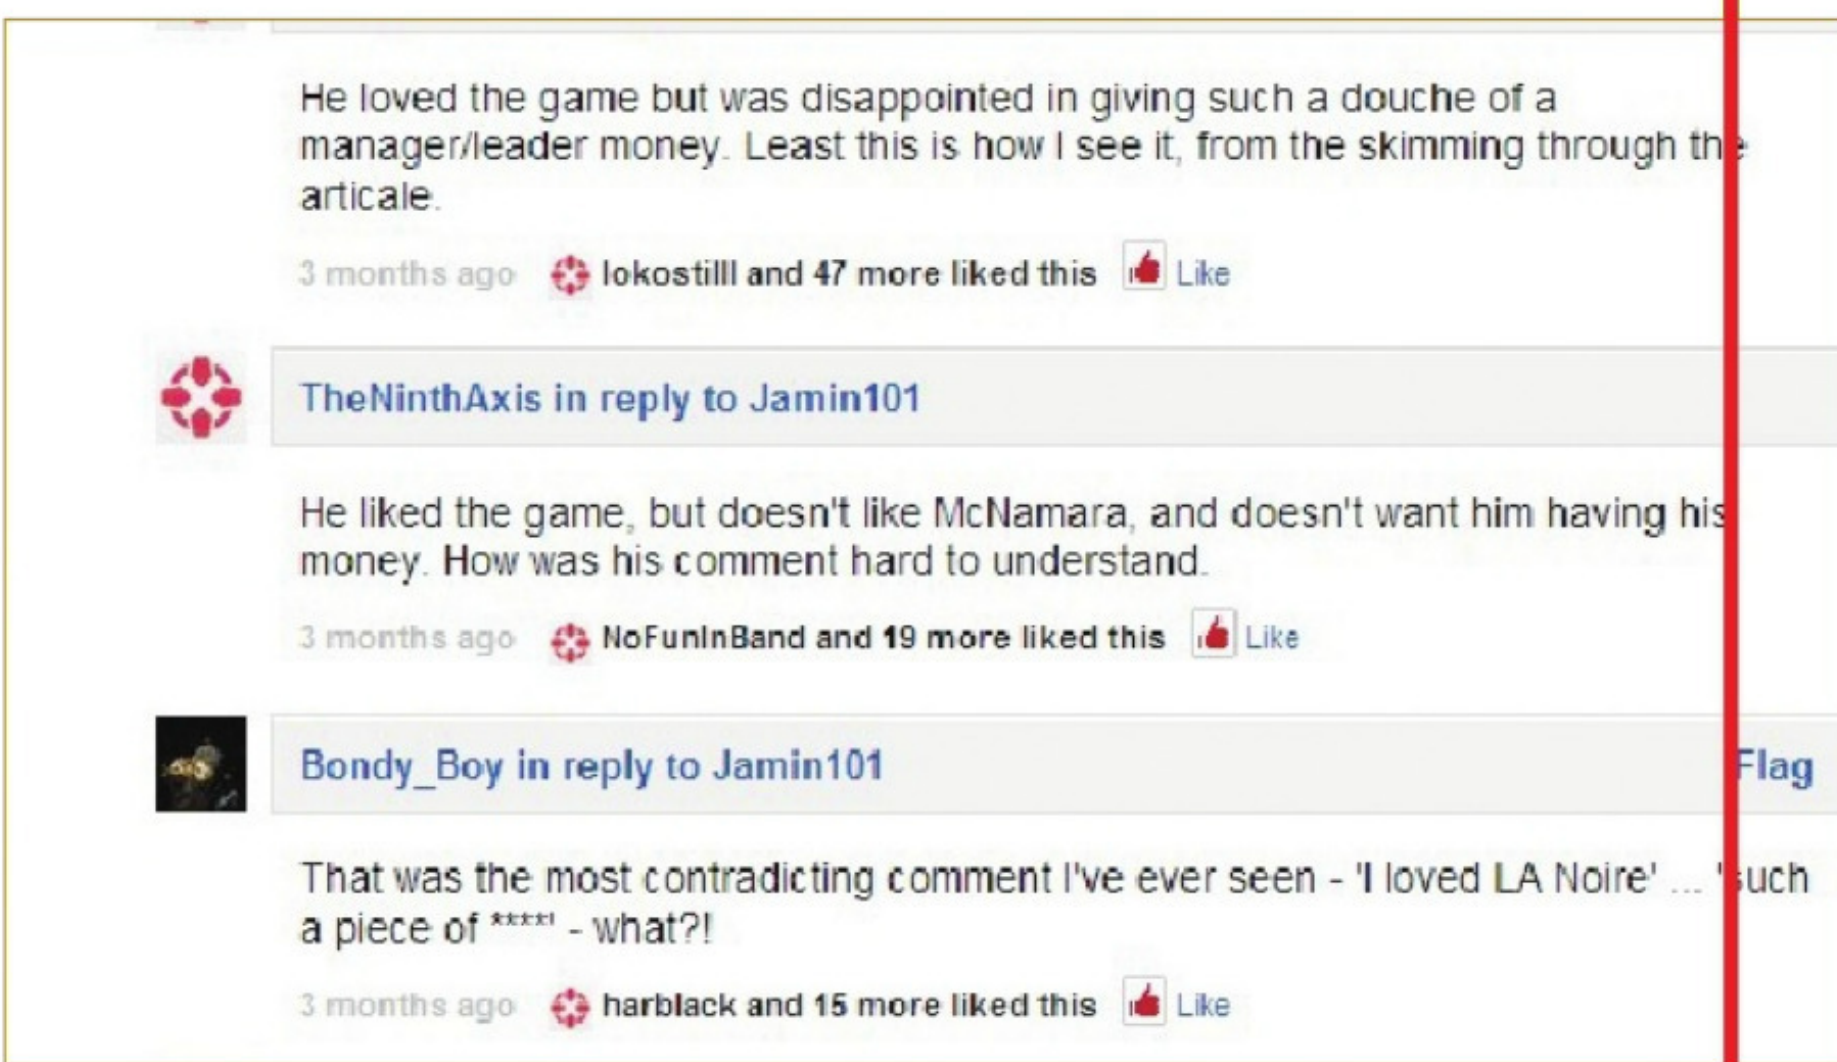 He loved the game but was disappointed in giving such a douche of a
manager/leader money. Least this is how I see it, from the skimming through the
articale.
3 months ago lokostilll and 47 more liked this Like
TheNinthAxis in reply to Jamin101
He liked the game, but doesn't like McNamara, and doesn't want him having his
money. How was his comment hard to understand.
3 months ago NoFunInBand and 19 more liked this Like
Bondy_Boy in reply to Jamin101 Flag
That was the most contradicting comment I've ever seen - 'I loved LA Noire' ... 'such
a piece of ****' - what?!
3 months ago harblack and 15 more liked this Like